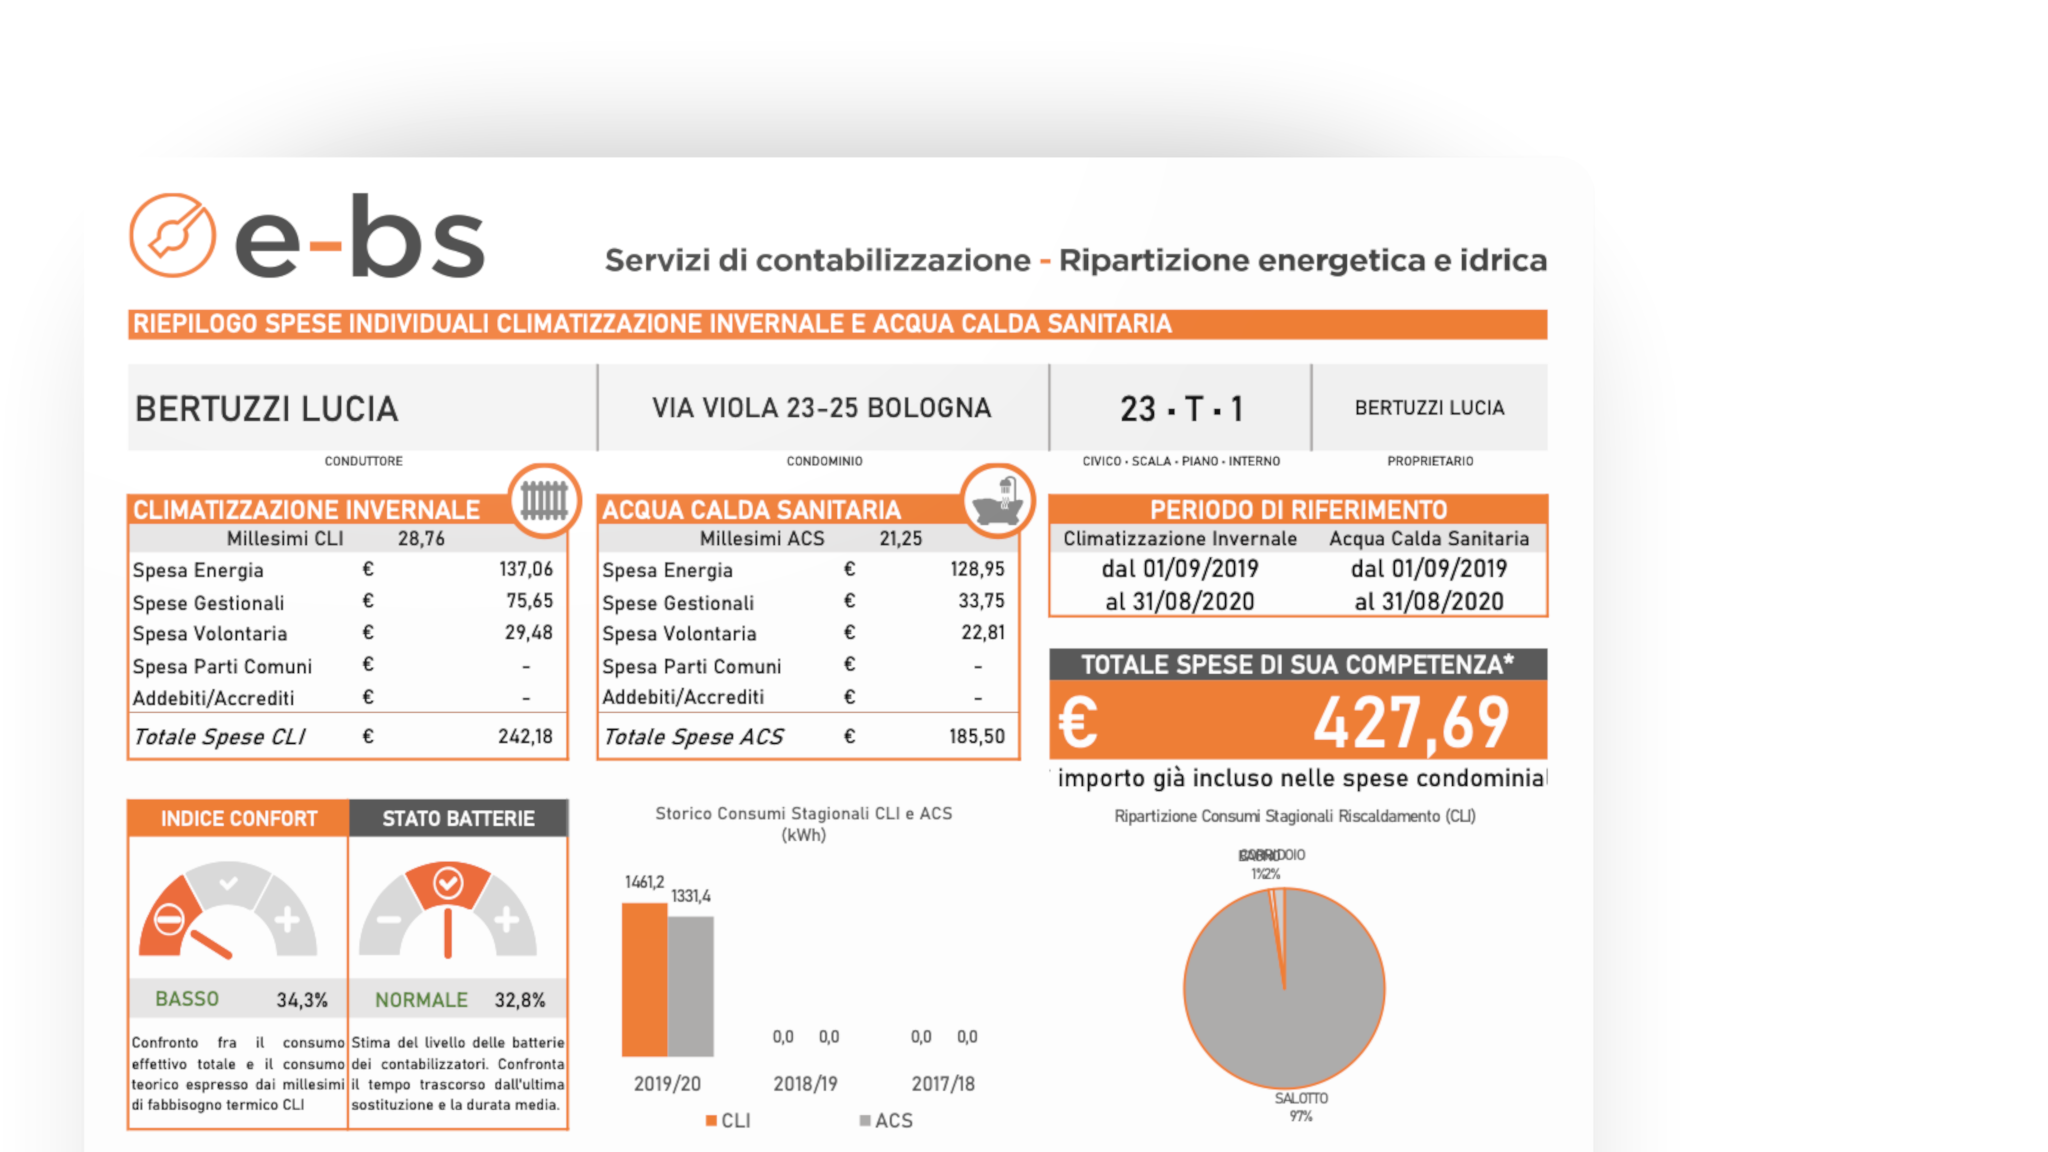 e-bs
Servizi di contabilizzazione - Ripartizione energetica e idrica
RIEPILOGO SPESE INDIVIDUALI CLIMATIZZAZIONE INVERNALE E ACQUA CALDA SANITARIA
BERTUZZI LUCIA
VIA VIOLA 23-25 BOLOGNA
23 · T · 1
BERTUZZI LUCIA
CONDUTTORE
CONDOMINIO
CIVICO · SCALA · PIANO · INTERNO
PROPRIETARIO
CLIMATIZZAZIONE INVERNALE
Millesimi CLI 28,76
Spesa Energia € 137,06
Spese Gestionali € 75,65
Spesa Volontaria € 29,48
Spesa Parti Comuni € -
Addebiti/Accrediti € -
Totale Spese CLI € 242,18
ACQUA CALDA SANITARIA
Millesimi ACS 21,25
Spesa Energia € 128,95
Spese Gestionali € 33,75
Spesa Volontaria € 22,81
Spesa Parti Comuni € -
Addebiti/Accrediti € -
Totale Spese ACS € 185,50
PERIODO DI RIFERIMENTO
Climatizzazione Invernale Acqua Calda Sanitaria
dal 01/09/2019 dal 01/09/2019
al 31/08/2020 al 31/08/2020
TOTALE SPESE DI SUA COMPETENZA*
€ 427,69
importo già incluso nelle spese condominial
INDICE CONFORT
BASSO 34,3%
Confronto fra il consumo
effettivo totale e il consumo
teorico espresso dai millesimi
di fabbisogno termico CLI
STATO BATTERIE
NORMALE 32,8%
Stima del livello delle batterie
dei contabilizzatori. Confronta
il tempo trascorso dall'ultima
sostituzione e la durata media.
Storico Consumi Stagionali CLI e ACS
(kWh)
1461,2
1331,4
0,0 0,0 0,0 0,0
2019/20 2018/19 2017/18
CLI ACS
Ripartizione Consumi Stagionali Riscaldamento (CLI)
CORRIDOIO
1% 2%
SALOTTO
97%